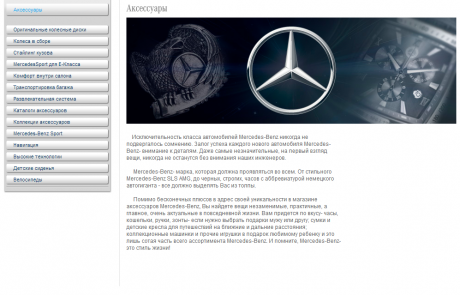 Аксессуары
Оригинальные колесные диски
Колеса в сборе
Стайлинг кузова
MercedesSport для E-Класса
Комфорт внутри салона
Транспортировка багажа
Развлекательная система
Каталоги аксессуаров
Коллекции аксессуаров
Mercedes-Benz Sport
Навигация
Высокие технологии
Детские сиденья
Велосипеды
Аксессуары
Исключительность класса автомобилей Mercedes-Benz никогда не
подвергалось сомнению. Залог успеха каждого нового автомобиля Mercedes-
Benz- внимание к деталям. Даже самые незначительные, на первый взгляд
вещи, никогда не останутся без внимания наших инженеров.
Mercedes-Benz- марка, которая должна проявляться во всем. От стильного
Mercedes-Benz SLS AMG, до черных, строгих, часов с аббревиатурой немецкого
автогиганта - все должно выделять Вас из толпы.
Помимо бесконечных плюсов в адрес своей уникальности в магазине
аксессуаров Mercedes-Benz, Вы найдете вещи незаменимые, практичные, а
главное, очень актуальные в повседневной жизни. Вам придется по вкусу- часы,
кошельки, ручки, зонты- если нужно выбрать подарок мужу или другу; сумки и
детские кресла для путешествий на ближние и дальние расстояния;
коллекционные машинки и прочие игрушки в подарок любимому ребенку и это
лишь сотая часть всего ассортимента Mercedes-Benz. И помните, Mercedes-Benz-
это стиль жизни!